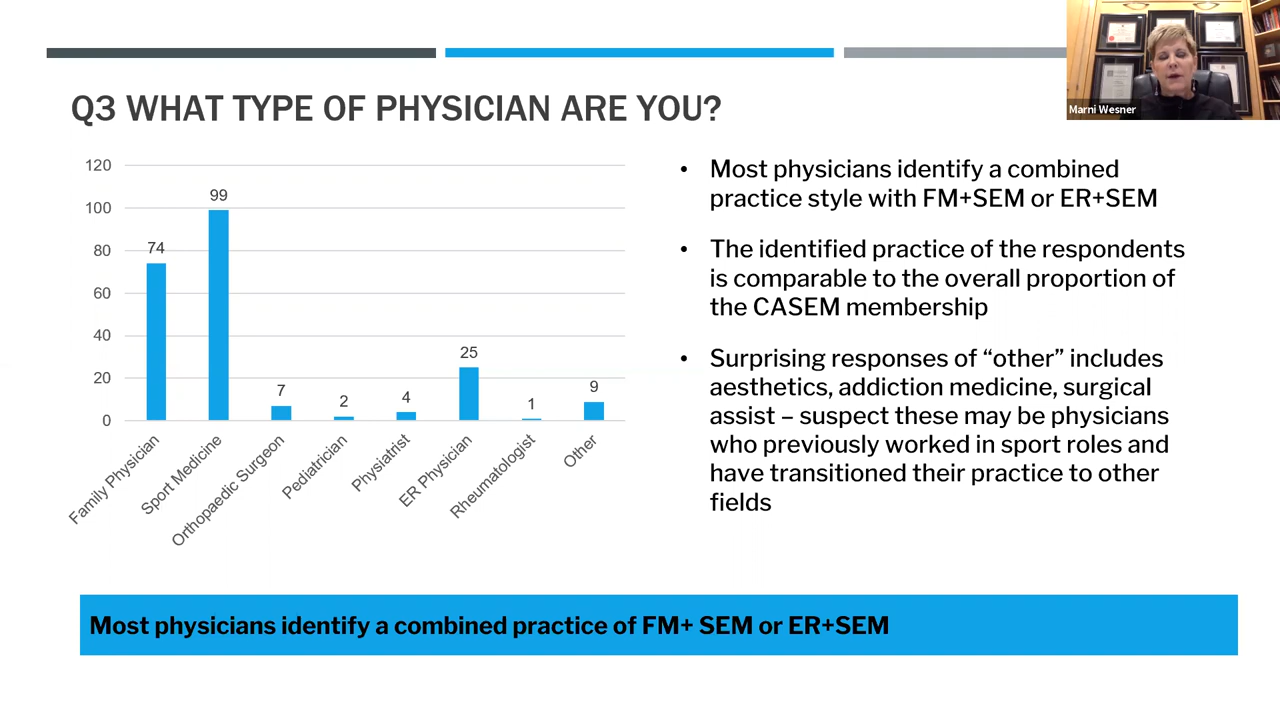 Marni Wesner
Q3 WHAT TYPE OF PHYSICIAN ARE YOU?
120
100
80
60
40
20
0
74
99
7
2
4
25
1
9
Family Physician
Sport Medicine
Orthopaedic Surgeon
Pediatrician
Physiatrist
ER Physician
Rheumatologist
Other
• Most physicians identify a combined
practice style with FM+SEM or ER+SEM
• The identified practice of the respondents
is comparable to the overall proportion of
the CASEM membership
• Surprising responses of “other” includes
aesthetics, addiction medicine, surgical
assist – suspect these may be physicians
who previously worked in sport roles and
have transitioned their practice to other
fields
Most physicians identify a combined practice of FM+ SEM or ER+SEM